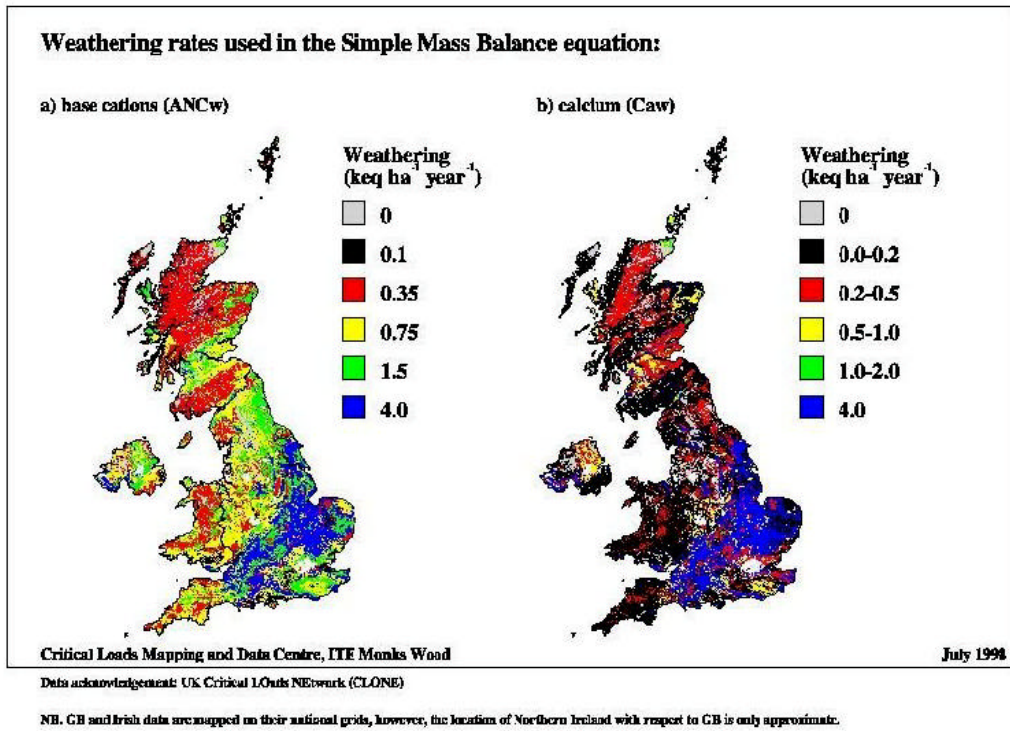 Weathering rates used in the Simple Mass Balance equation:
a) base cations (ANCw)
Weathering
(keq ha⁻¹ year⁻¹)
0
0.1
0.35
0.75
1.5
4.0
b) calcium (Caw)
Weathering
(keq ha⁻¹ year⁻¹)
0
0.0-0.2
0.2-0.5
0.5-1.0
1.0-2.0
4.0
Critical Loads Mapping and Data Centre, ITE Monks Wood
July 1998
Data acknowledgement: UK Critical LOads NEtwork (CLONE)
NB. GB and Irish data are mapped on their national grids, however, the location of Northern Ireland with respect to GB is only approximate.